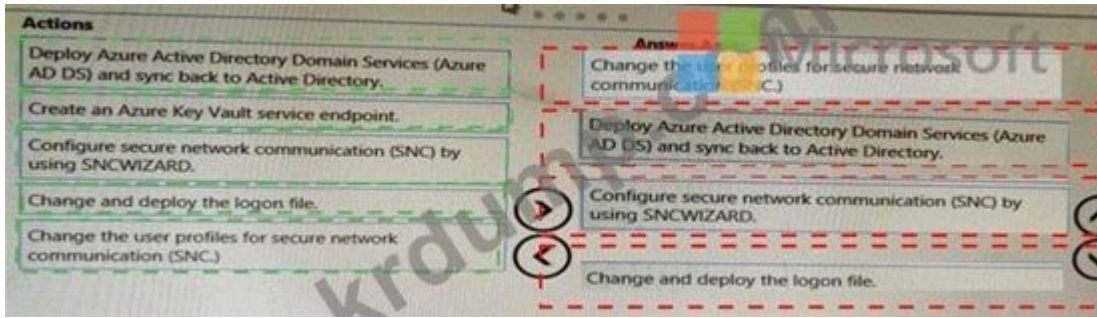 Actions
Deploy Azure Active Directory Domain Services (Azure
AD DS) and sync back to Active Directory.
Create an Azure Key Vault service endpoint.
Configure secure network communication (SNC) by
using SNCWIZARD.
Change and deploy the logon file.
Change the user profiles for secure network
communication (SNC.)
Microsoft
Change the user profiles for secure network
communication
Deploy Azure Active Directory Domain Services (Azure
AD DS) and sync back to Active Directory.
Configure secure network communication (SNC) by
using SNCWIZARD.
Change and deploy the logon file.